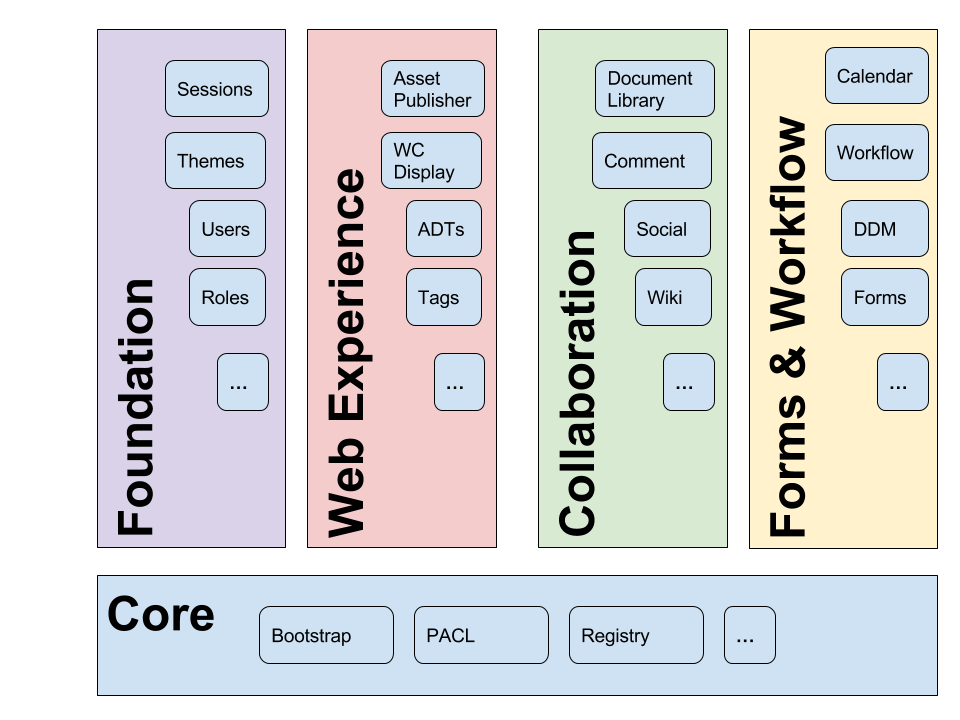 Foundation
Sessions
Themes
Users
Roles
...
Web Experience
Asset
Publisher
WC
Display
ADTs
Tags
...
Collaboration
Document
Library
Comment
Social
Wiki
...
Forms & Workflow
Calendar
Workflow
DDM
Forms
...
Core
Bootstrap
PACL
Registry
...